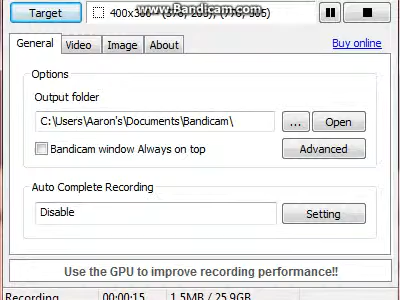 www.Bandicam.com
Target
General
Video
Image
About
Buy online
Options
Output folder
C:\Users\Aaron's\Documents\Bandicam\
...
Open
Bandicam window Always on top
Advanced
Auto Complete Recording
Disable
Setting
Use the GPU to improve recording performance!!
Recording
00:00:15
1.5MB / 25.9GB